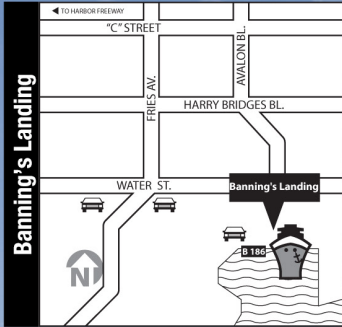 Banning's Landing
TO HARBOR FREEWAY
"C" STREET
AVALON BL.
FRIES AV.
HARRY BRIDGES BL.
WATER ST.
Banning's Landing
B 186
N